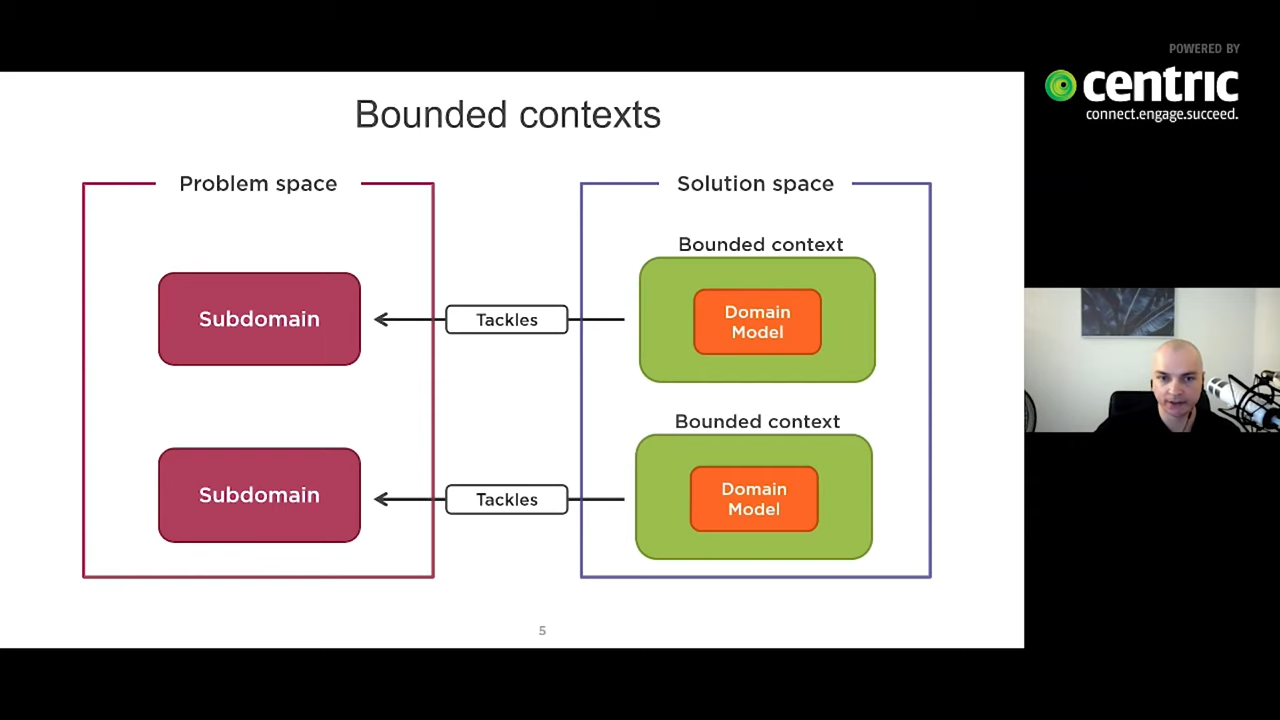 POWERED BY
centric
connect.engage.succeed.
Bounded contexts
Problem space
Solution space
Bounded context
Subdomain
Tackles
Domain
Model
Bounded context
Subdomain
Tackles
Domain
Model
5